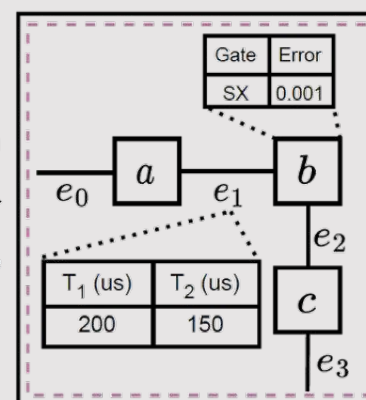 Gate Error
SX 0.001
a b
e₀ e₁
e₂
T₁ (us) T₂ (us)
200 150
c
e₃